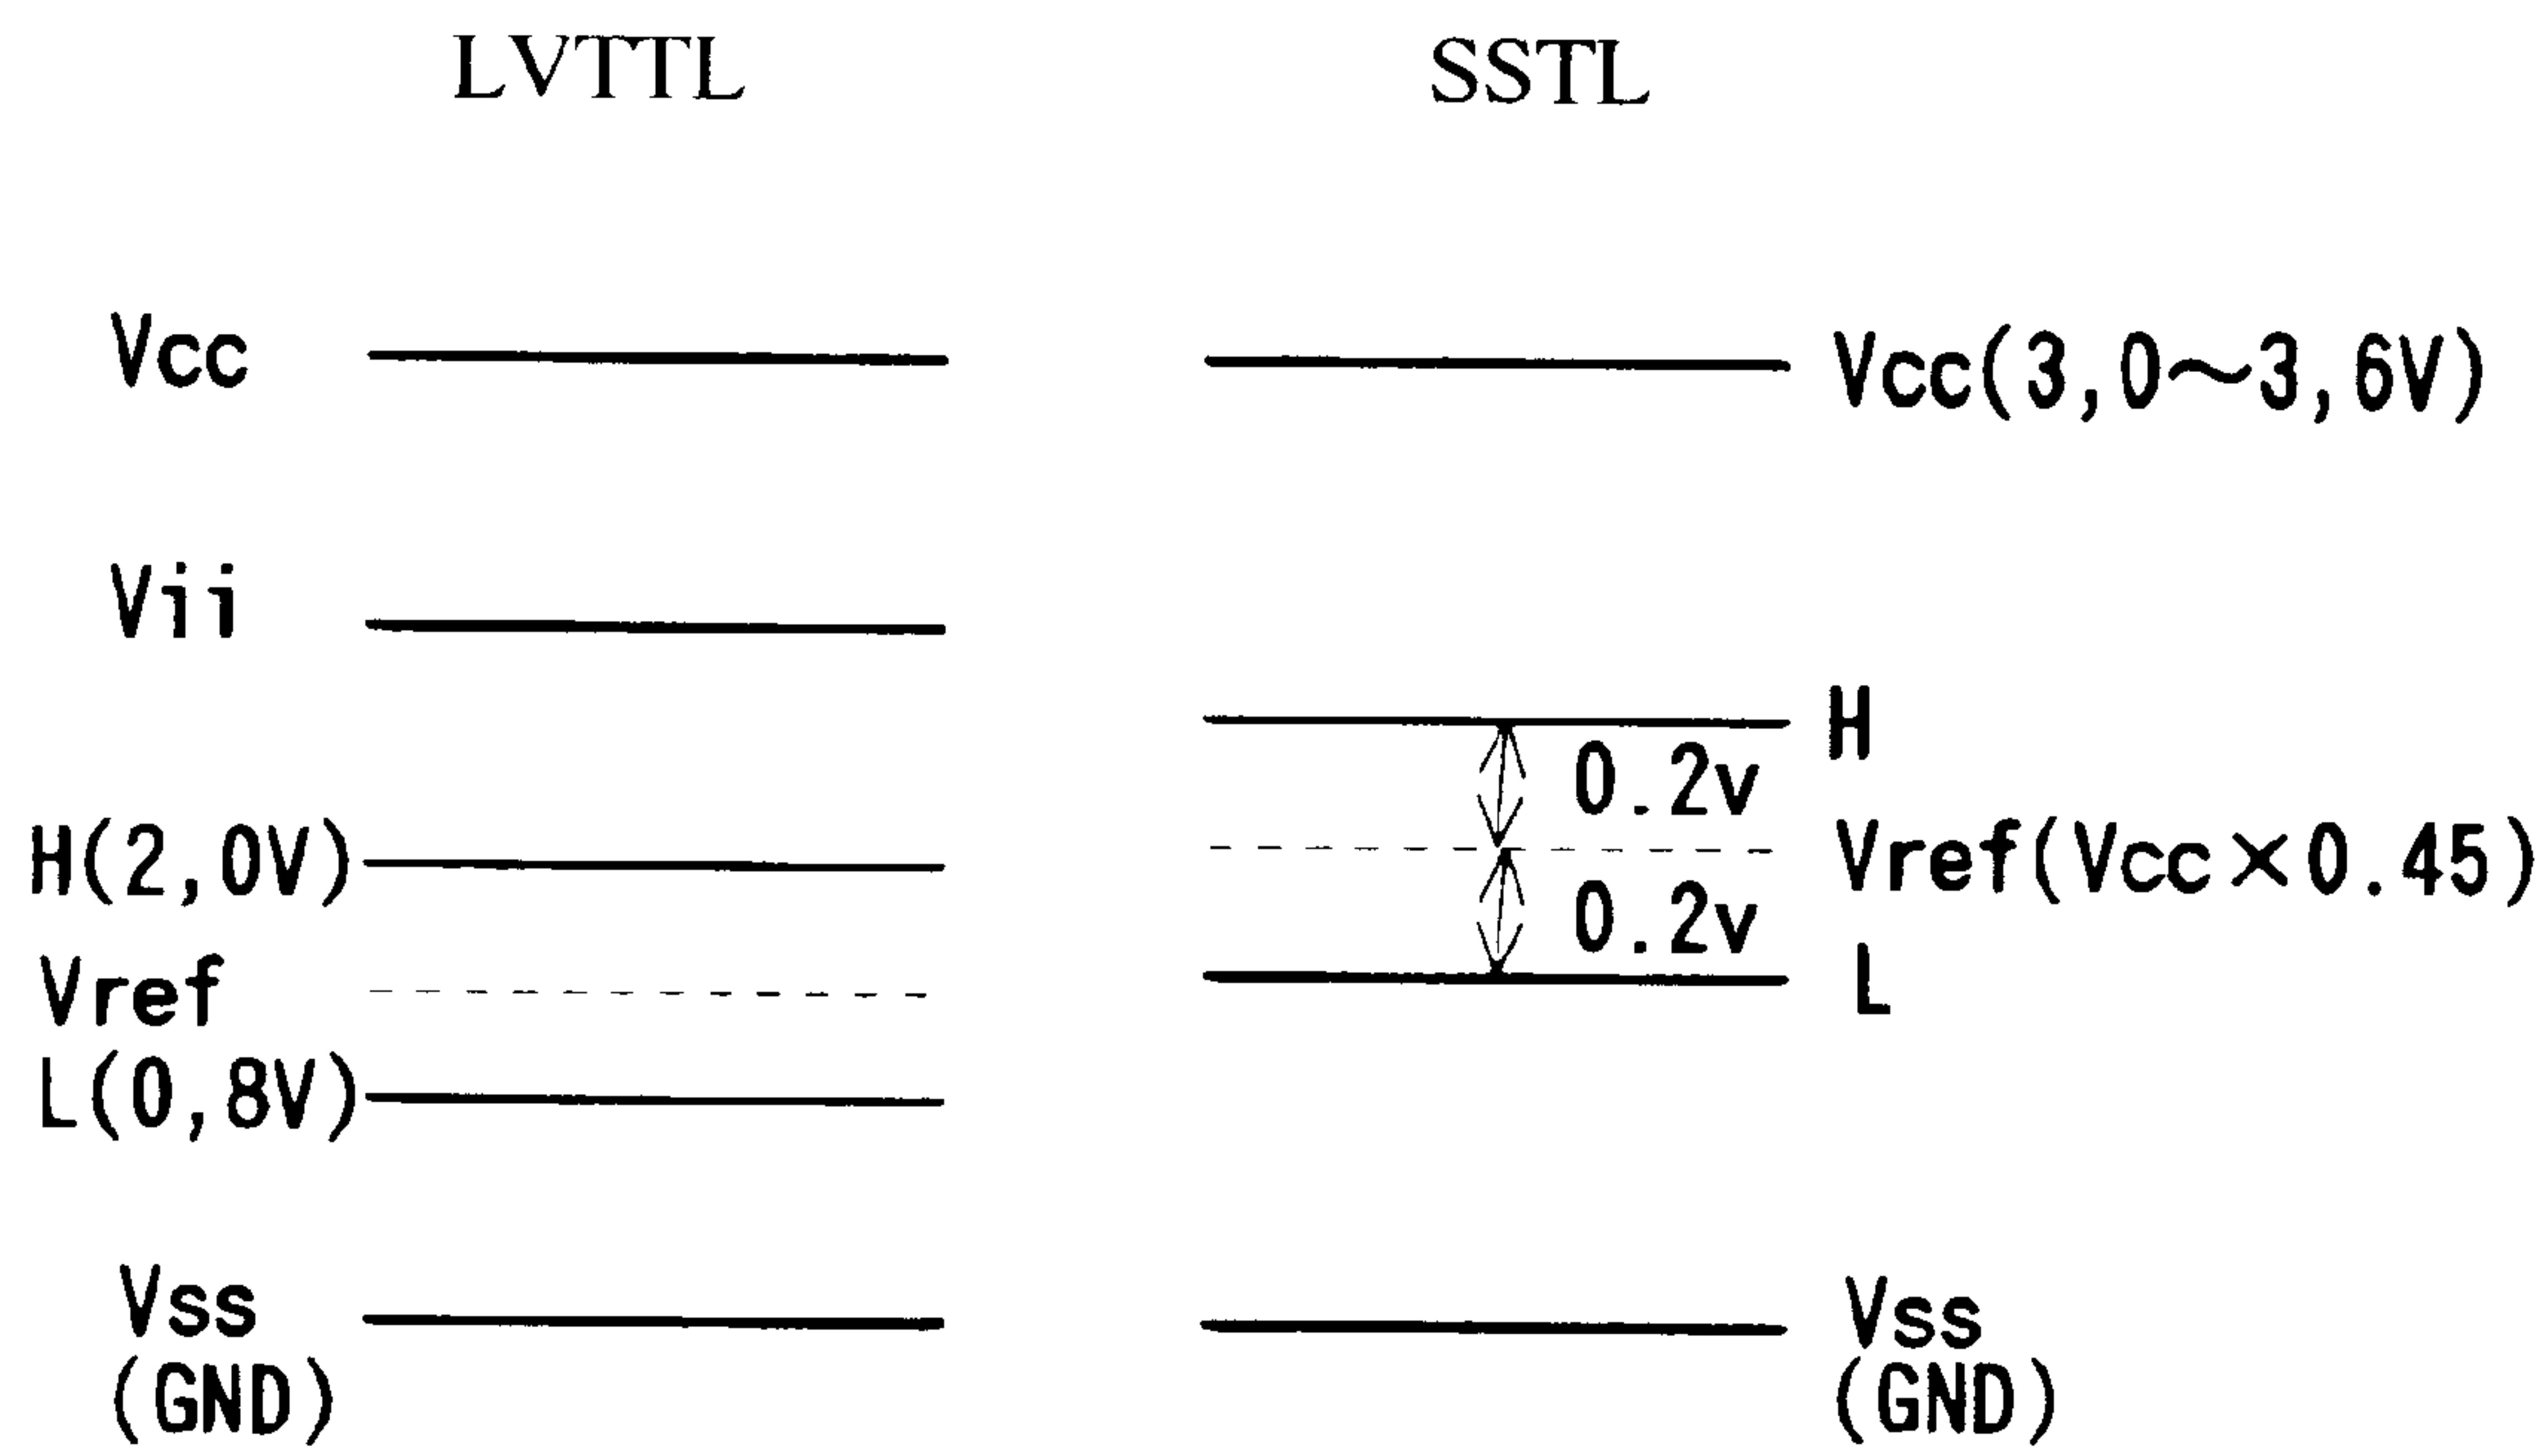 LVTTL
SSTL
Vcc
Vcc(3,0～3,6V)
Vii
H
0.2v
H(2,0V)
Vref(Vcc×0.45)
0.2v
Vref
L
L(0,8V)
Vss
(GND)
Vss
(GND)